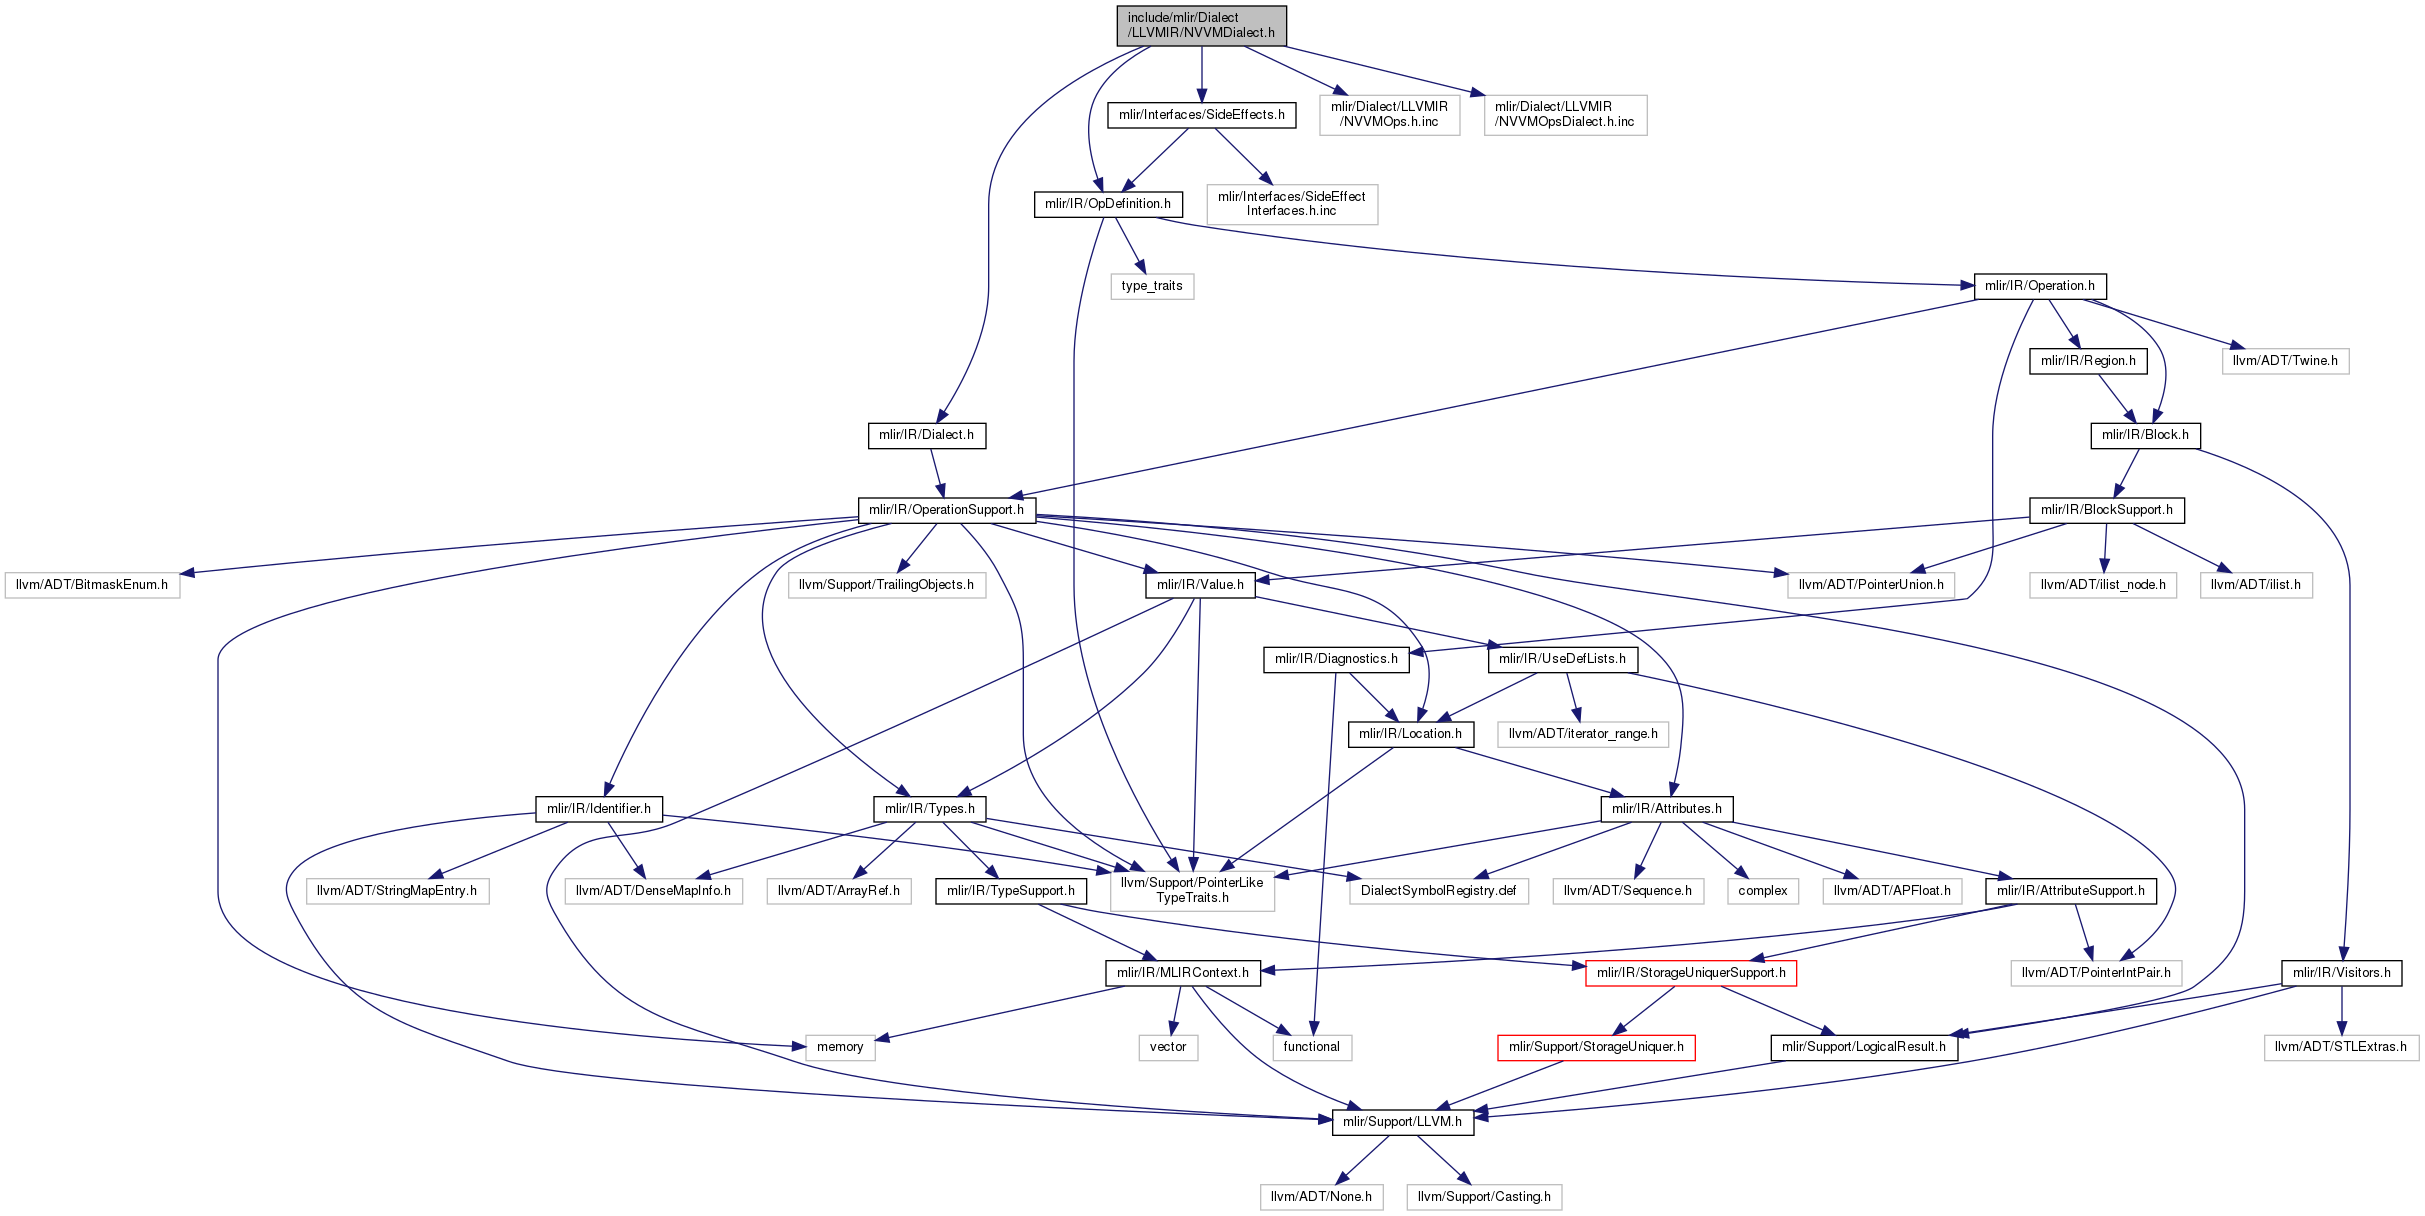 include/mlir/Dialect
/LLVMIR/NVVMDialect.h
mlir/Interfaces/SideEffects.h
mlir/Dialect/LLVMIR
/NVVMOps.h.inc
mlir/Dialect/LLVMIR
/NVVMOpsDialect.h.inc
mlir/IR/OpDefinition.h
mlir/Interfaces/SideEffect
Interfaces.h.inc
type_traits
mlir/IR/Operation.h
mlir/IR/Region.h
llvm/ADT/Twine.h
mlir/IR/Dialect.h
mlir/IR/Block.h
mlir/IR/OperationSupport.h
mlir/IR/BlockSupport.h
llvm/ADT/BitmaskEnum.h
llvm/Support/TrailingObjects.h
mlir/IR/Value.h
llvm/ADT/PointerUnion.h
llvm/ADT/ilist_node.h
llvm/ADT/ilist.h
mlir/IR/Diagnostics.h
mlir/IR/UseDefLists.h
mlir/IR/Location.h
llvm/ADT/iterator_range.h
mlir/IR/Identifier.h
mlir/IR/Types.h
mlir/IR/Attributes.h
llvm/ADT/StringMapEntry.h
llvm/ADT/DenseMapInfo.h
llvm/ADT/ArrayRef.h
mlir/IR/TypeSupport.h
llvm/Support/PointerLike
TypeTraits.h
DialectSymbolRegistry.def
llvm/ADT/Sequence.h
complex
llvm/ADT/APFloat.h
mlir/IR/AttributeSupport.h
mlir/IR/MLIRContext.h
mlir/IR/StorageUniquerSupport.h
llvm/ADT/PointerIntPair.h
mlir/IR/Visitors.h
memory
vector
functional
mlir/Support/StorageUniquer.h
mlir/Support/LogicalResult.h
llvm/ADT/STLExtras.h
mlir/Support/LLVM.h
llvm/ADT/None.h
llvm/Support/Casting.h